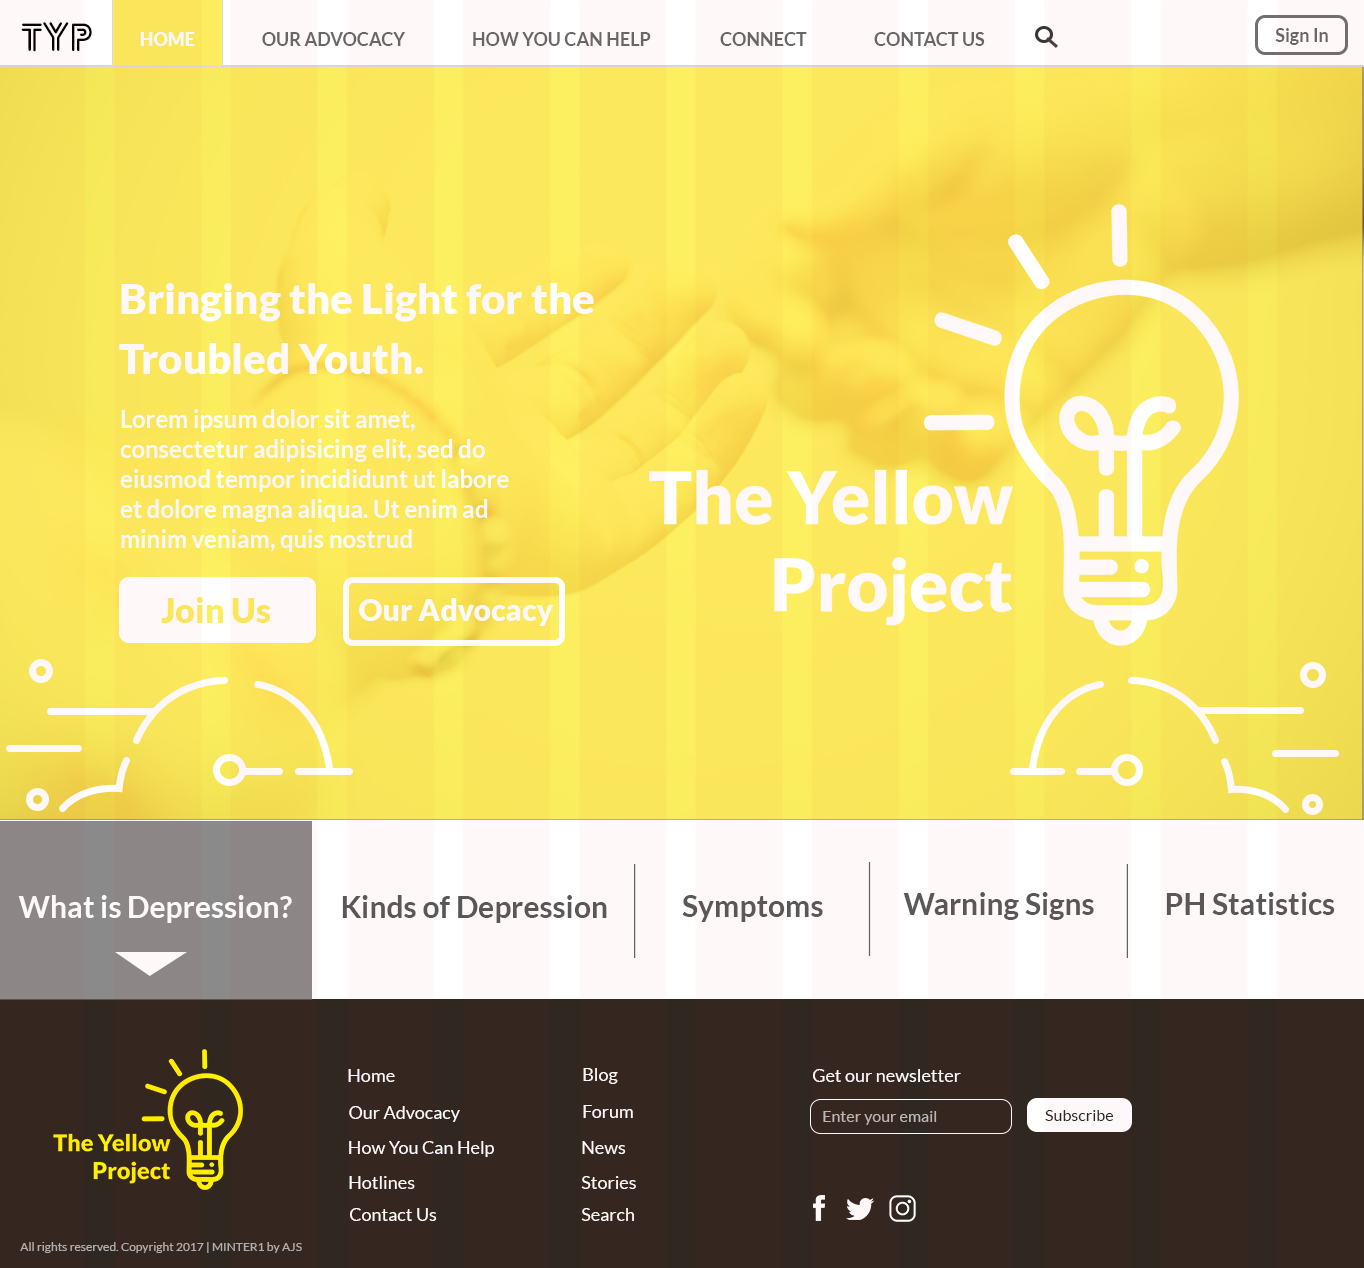 TYP
HOME
OUR ADVOCACY
HOW YOU CAN HELP
CONNECT
CONTACT US
Sign In
Bringing the Light for the
Troubled Youth.
Lorem ipsum dolor sit amet,
consectetur adipisicing elit, sed do
eiusmod tempor incididunt ut labore
et dolore magna aliqua. Ut enim ad
minim veniam, quis nostrud
Join Us
Our Advocacy
The Yellow
Project
What is Depression?
Kinds of Depression
Symptoms
Warning Signs
PH Statistics
The Yellow
Project
Home
Our Advocacy
How You Can Help
Hotlines
Contact Us
Blog
Forum
News
Stories
Search
Get our newsletter
Enter your email
Subscribe
All rights reserved. Copyright 2017 | MINTER1 by AJS